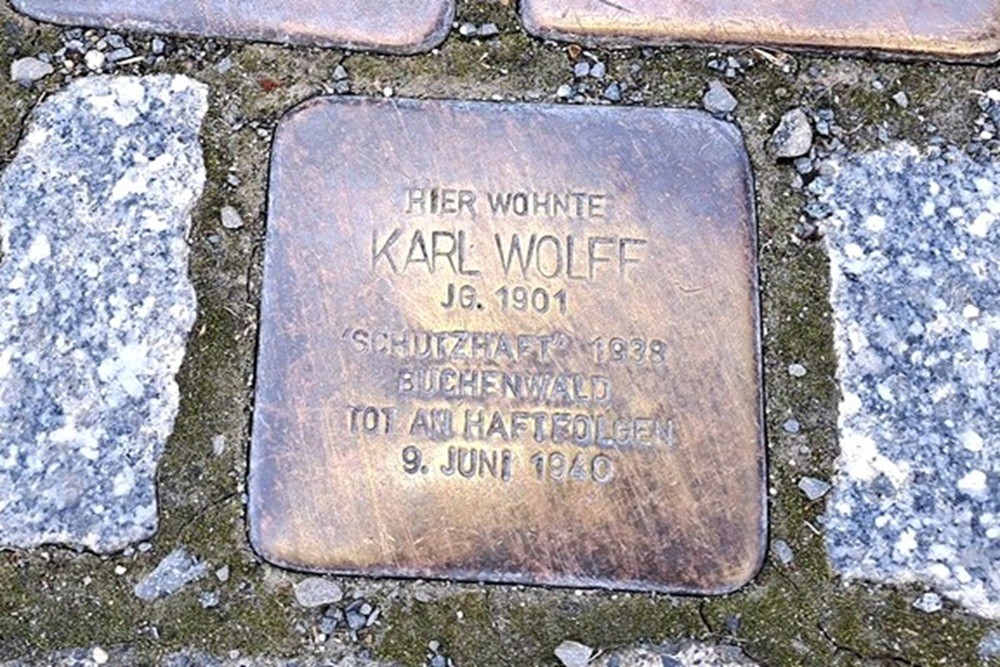 HIER WOHNTE
KARL WOLFF
JG. 1901
"SCHUTZHAFT" 1938
BUCHENWALD
TOT AN HAFTFOLGEN
9. JUNI 1940